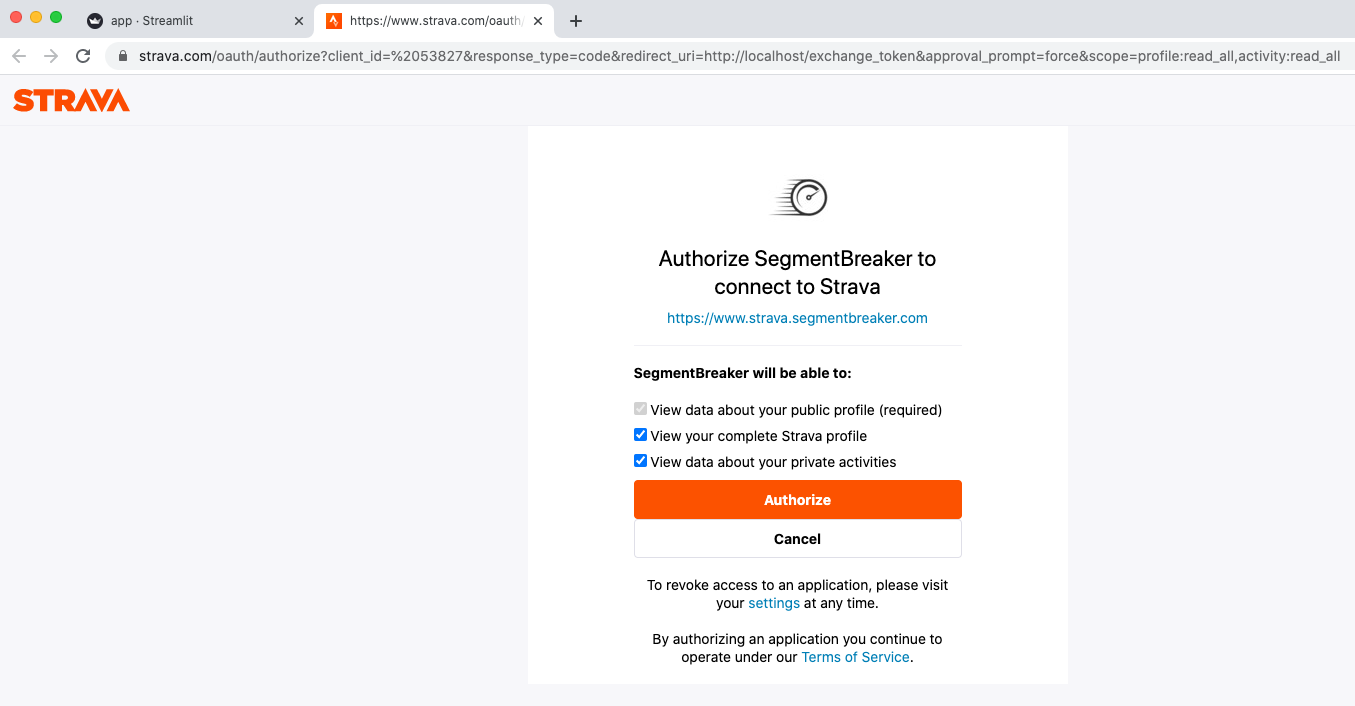 app · Streamlit
https://www.strava.com/oauth/
strava.com/oauth/authorize?client_id=%2053827&response_type=code&redirect_uri=http://localhost/exchange_token&approval_prompt=force&scope=profile:read_all,activity:read_all
STRAVA
Authorize SegmentBreaker to
connect to Strava
https://www.strava.segmentbreaker.com
SegmentBreaker will be able to:
View data about your public profile (required)
View your complete Strava profile
View data about your private activities
Authorize
Cancel
To revoke access to an application, please visit
your settings at any time.
By authorizing an application you continue to
operate under our Terms of Service.